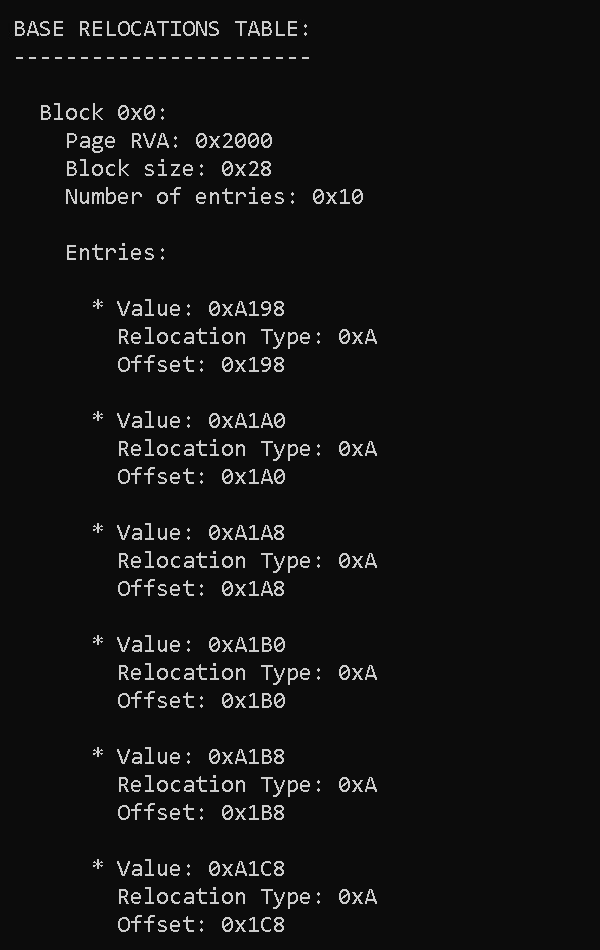 BASE RELOCATIONS TABLE:
-----------------------
Block 0x0:
Page RVA: 0x2000
Block size: 0x28
Number of entries: 0x10
Entries:
* Value: 0xA198
Relocation Type: 0xA
Offset: 0x198
* Value: 0xA1A0
Relocation Type: 0xA
Offset: 0x1A0
* Value: 0xA1A8
Relocation Type: 0xA
Offset: 0x1A8
* Value: 0xA1B0
Relocation Type: 0xA
Offset: 0x1B0
* Value: 0xA1B8
Relocation Type: 0xA
Offset: 0x1B8
* Value: 0xA1C8
Relocation Type: 0xA
Offset: 0x1C8